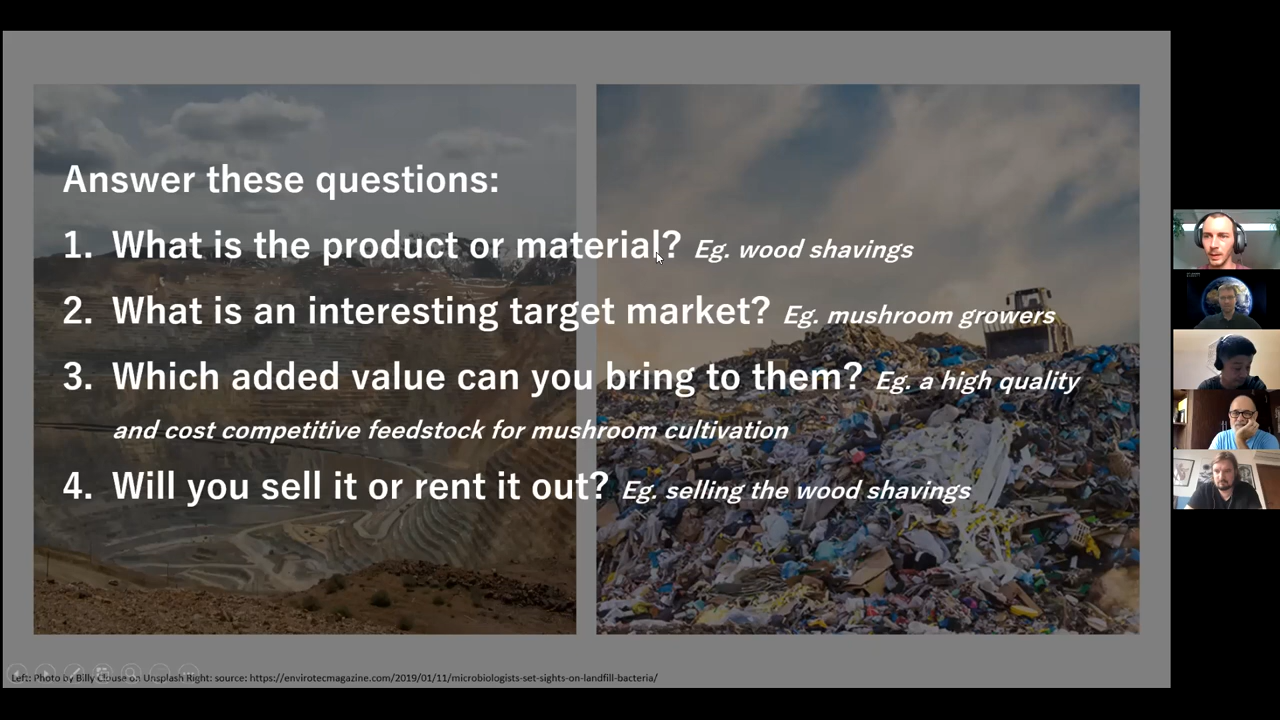 Answer these questions:
1. What is the product or material? Eg. wood shavings
2. What is an interesting target market? Eg. mushroom growers
3. Which added value can you bring to them? Eg. a high quality
and cost competitive feedstock for mushroom cultivation
4. Will you sell it or rent it out? Eg. selling the wood shavings
Left: Photo by Billy Clouse on Unsplash Right: source: https://envirotecmagazine.com/2019/01/11/microbiologists-set-sights-on-landfill-bacteria/